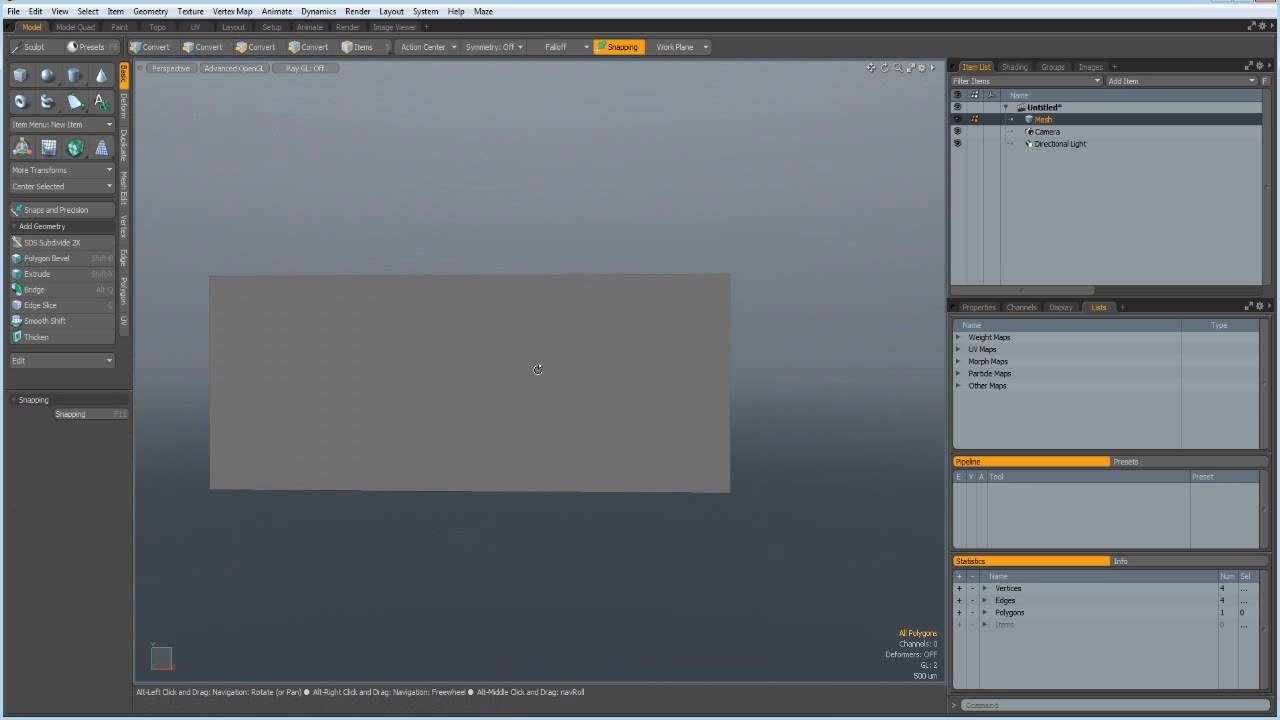 File Edit View Select Item Geometry Texture Vertex Map Animate Dynamics Render Layout System Help Maze
Model Model Quad Paint Topo UV Layout Setup Animate Render Image Viewer +
Sculpt Presets F6 Convert Convert Convert Convert Items Action Center Symmetry: Off Falloff Snapping Work Plane
Perspective Advanced OpenGL Ray GL: Off
Item Menu: New Item
More Transforms
Center Selected
Snaps and Precision
Add Geometry
SDS Subdivide 2X
Polygon Bevel Shift-B
Extrude Shift-X
Bridge Alt-Q
Edge Slice C
Smooth Shift
Thicken
Edit
Snapping
Snapping F11
Basic
Deform
Duplicate
Mesh Edit
Vertex
Edge
Polygon
UV
All Polygons
Channels: 0
Deformers: OFF
GL: 2
500 um
Alt-Left Click and Drag: Navigation: Rotate (or Pan) ● Alt-Right Click and Drag: Navigation: Freewheel ● Alt-Middle Click and Drag: navRoll
Item List Shading Groups Images +
Filter Items Add Item F
Name
Untitled*
Mesh
Camera
Directional Light
Properties Channels Display Lists +
Name Type
Weight Maps
UV Maps
Morph Maps
Particle Maps
Other Maps
Pipeline Presets
E V A Tool Preset
Statistics Info
+ - Name Num Sel
+ - Vertices 4 ...
+ - Edges 4 ...
+ - Polygons 1 0
+ - Items 0 ...
> Command